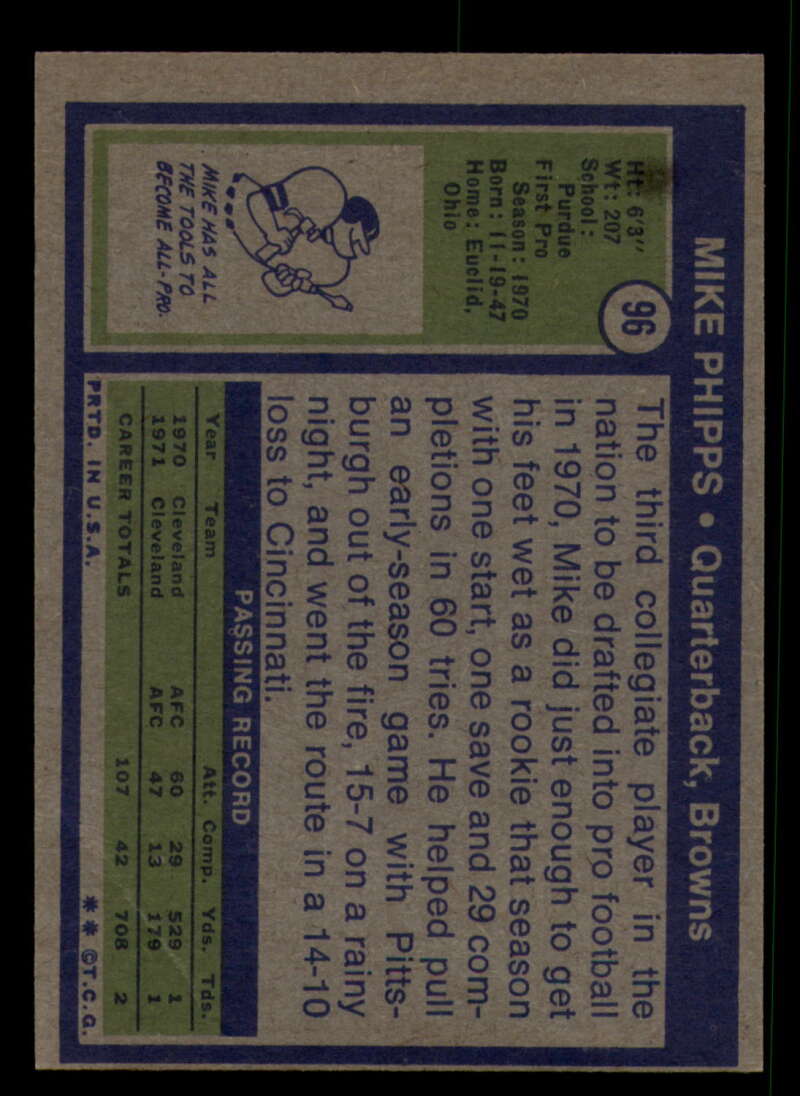 MIKE PHIPPS • Quarterback, Browns
96
Ht: 6'3"
Wt: 207
School:
Purdue
First Pro
Season: 1970
Born: 11-19-47
Home: Euclid,
Ohio
MIKE HAS ALL
THE TOOLS TO
BECOME ALL-PRO.
The third collegiate player in the
nation to be drafted into pro football
in 1970, Mike did just enough to get
his feet wet as a rookie that season
with one start, one save and 29 com-
pletions in 60 tries. He helped pull
an early-season game with Pitts-
burgh out of the fire, 15-7 on a rainy
night, and went the route in a 14-10
loss to Cincinnati.
PASSING RECORD
Year Team Att. Comp. Yds. Tds.
1970 Cleveland AFC 60 29 529 1
1971 Cleveland AFC 47 13 179 1
CAREER TOTALS 107 42 708 2
PRTD. IN U.S.A. ** ©T.C.G.